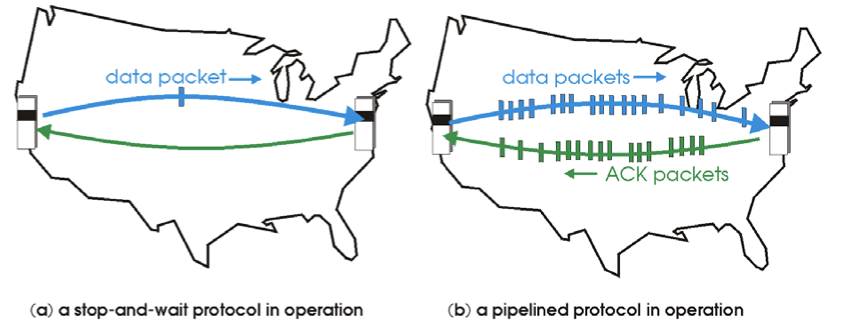 data packet
data packets
ACK packets
(a) a stop-and-wait protocol in operation
(b) a pipelined protocol in operation